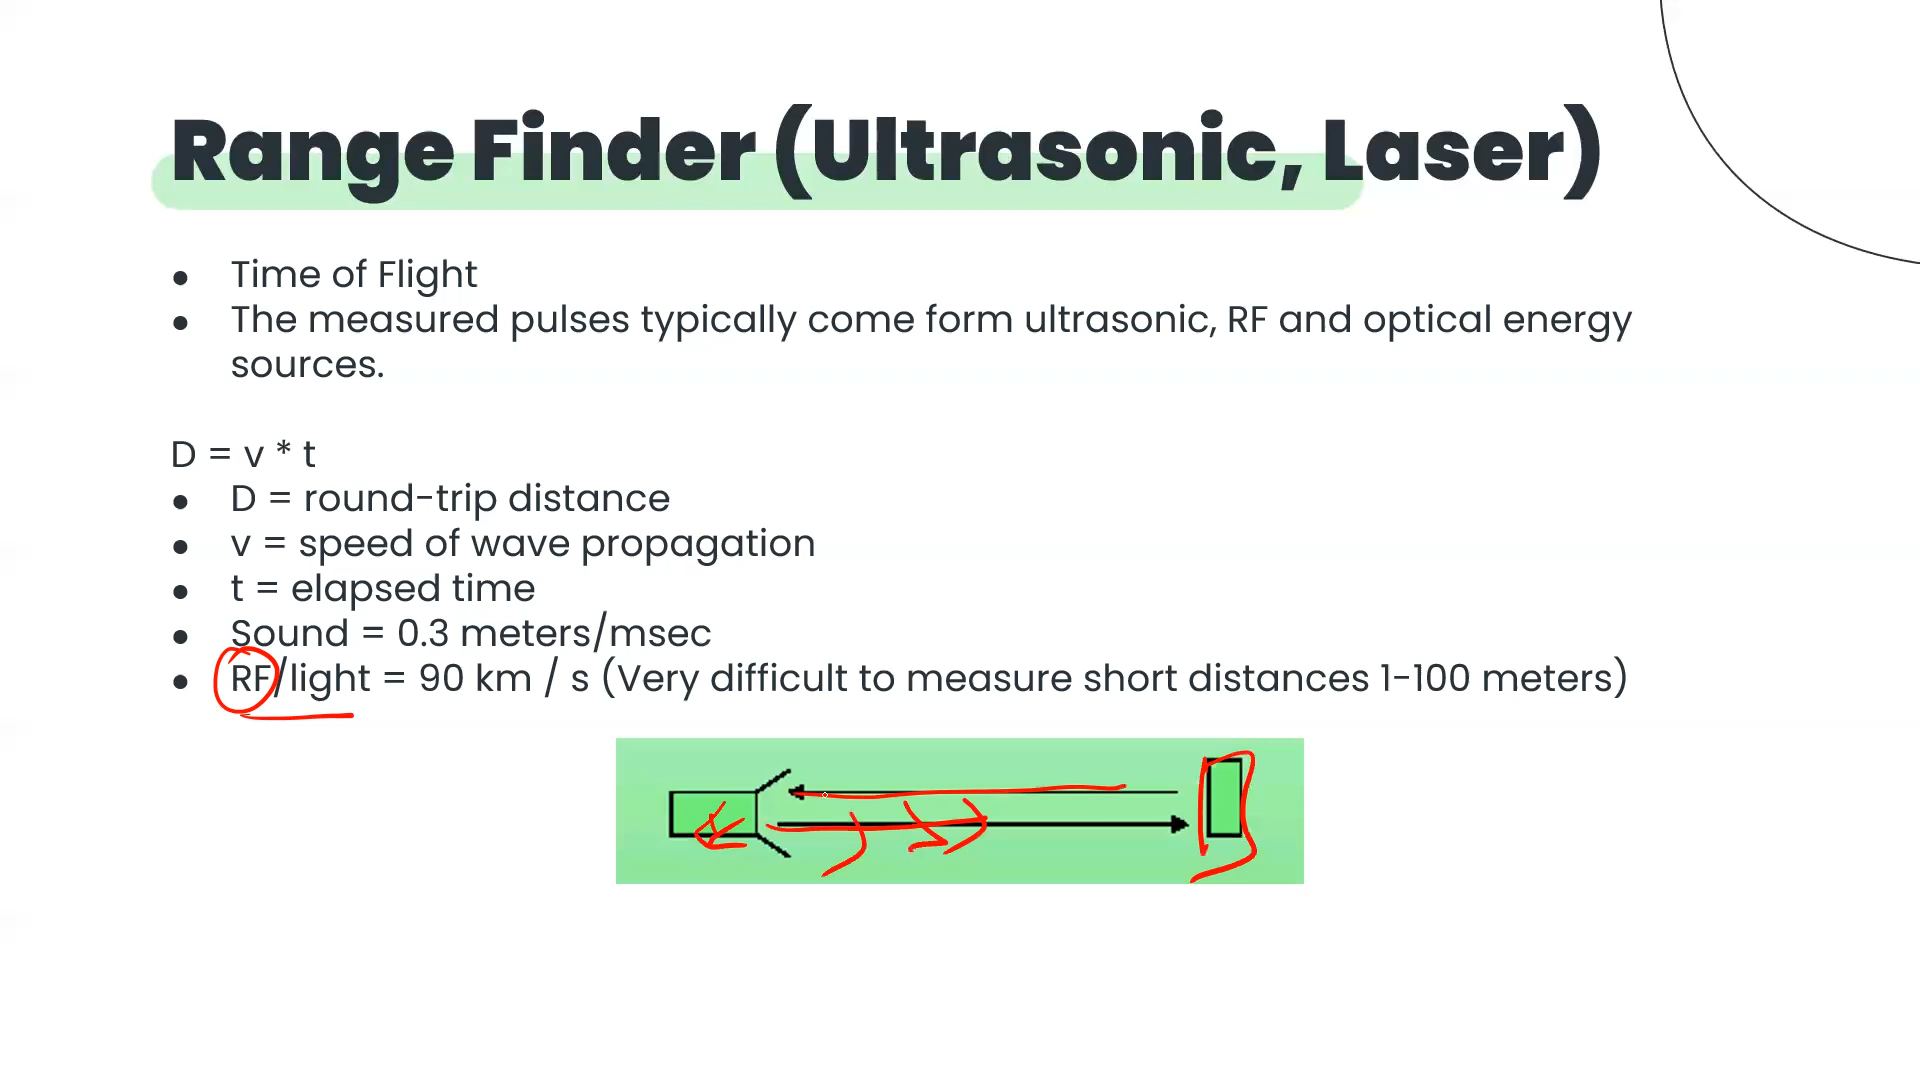 Range Finder (Ultrasonic, Laser)
● Time of Flight
● The measured pulses typically come form ultrasonic, RF and optical energy
sources.
D = v * t
● D = round-trip distance
● v = speed of wave propagation
● t = elapsed time
● Sound = 0.3 meters/msec
● RF/light = 90 km / s (Very difficult to measure short distances 1-100 meters)